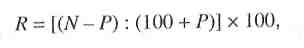 R = [(N – P) : (100 + P)] × 100,